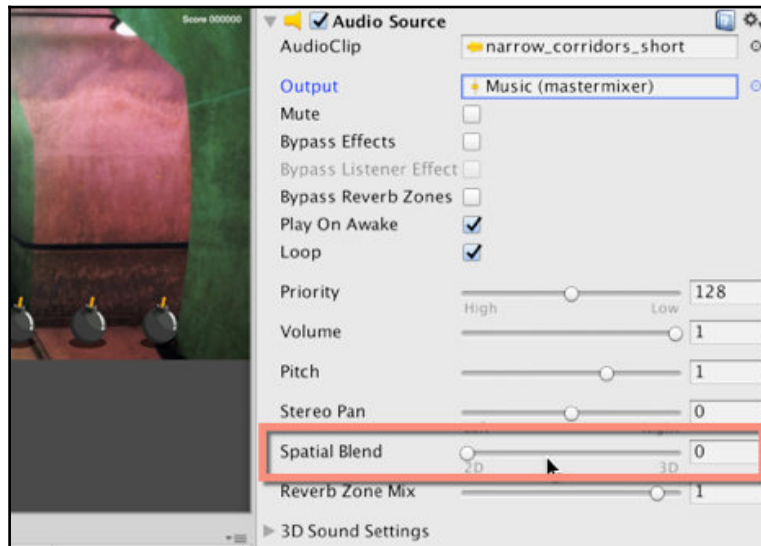 Score 000000
Audio Source
AudioClip narrow_corridors_short
Output Music (mastermixer)
Mute
Bypass Effects
Bypass Listener Effect
Bypass Reverb Zones
Play On Awake
Loop
Priority 128
High Low
Volume 1
Pitch 1
Stereo Pan 0
Spatial Blend 0
2D 3D
Reverb Zone Mix 1
3D Sound Settings